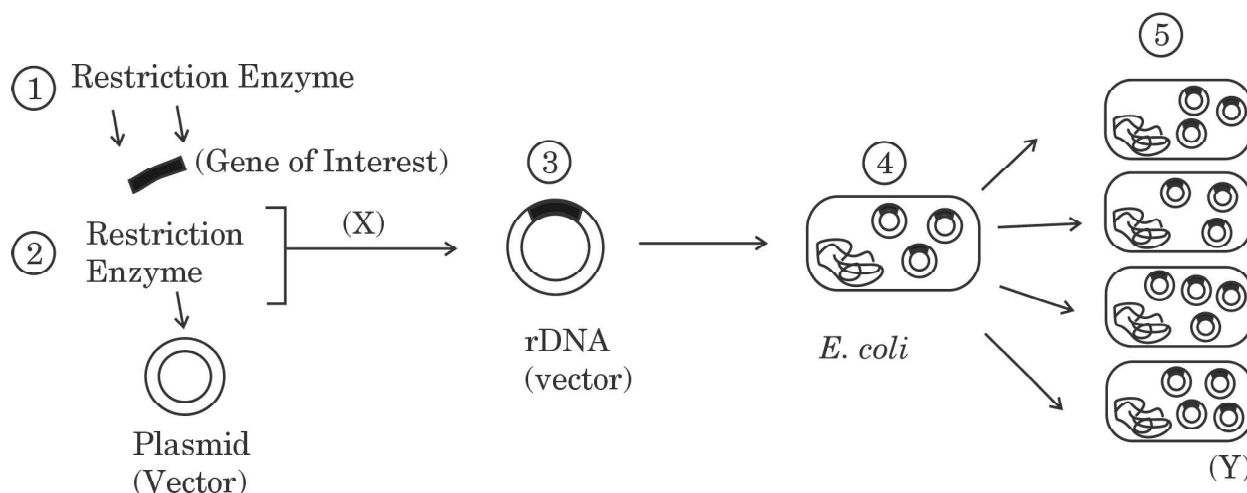 ① Restriction Enzyme
(Gene of Interest)
② Restriction
Enzyme
Plasmid
(Vector)
(X)
③
rDNA
(vector)
④
E. coli
⑤
(Y)